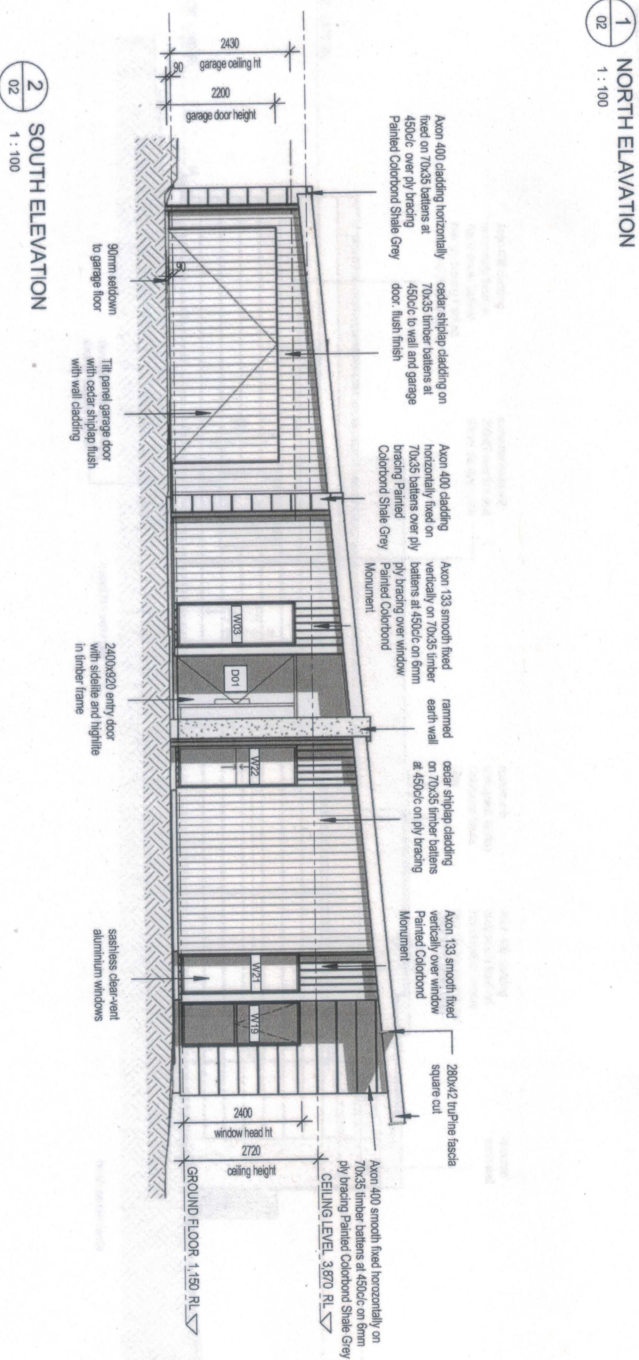 1
02
NORTH ELAVATION
1 : 100
Axon 400 cladding horizontally
fixed on 70x35 battens at
450c/c over ply bracing
Painted Colorbond Shale Grey
cedar shiplap cladding on
70x35 timber battens at
450c/c to wall and garage
door. flush finish
Axon 400 cladding
horizontally fixed on
70x35 battens over ply
bracing Painted
Colorbond Shale Grey
Axon 133 smooth fixed
vertically on 70x35 timber
battens at 450c/c on 6mm
ply bracing over window
Painted Colorbond
Monument
rammed
earth wall
cedar shiplap cladding
on 70x35 timber battens
at 450c/c on ply bracing
Axon 133 smooth fixed
vertically over window
Painted Colorbond
Monument
280x42 truPine fascia
square cut
Axon 400 smooth fixed horozontally on
70x35 timber battens at 450c/c on 6mm
ply bracing Painted Colorbond Shale Grey
2430
garage ceiling ht
90
2200
garage door height
90
W03
D01
W22
W21
W19
2400
window head ht
2720
ceiling height
CEILING LEVEL 3,870 RL
GROUND FLOOR 1,150 RL
90mm setdown
to garage floor
Tilt panel garage door
with cedar shiplap flush
with wall cladding
2400x920 entry door
with sidelite and highlite
in timber frame
sashless clear-vent
aluminium windows
2
02
SOUTH ELEVATION
1 : 100